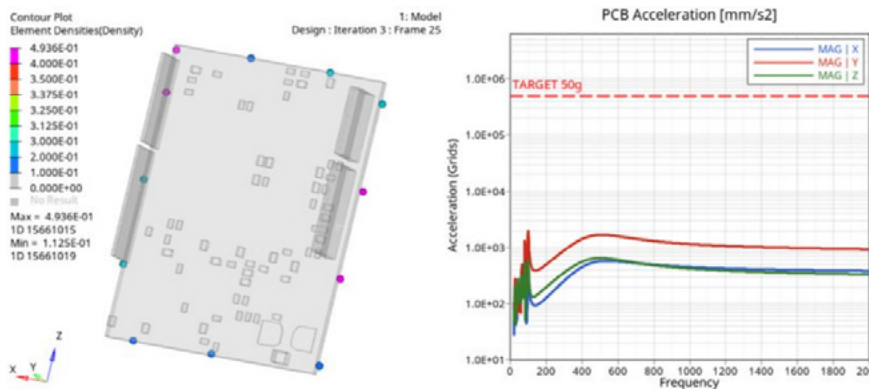 Contour Plot
Element Densities(Density)
4.936E-01
4.000E-01
3.500E-01
3.375E-01
3.250E-01
3.125E-01
3.000E-01
2.000E-01
1.000E-01
0.000E+00
No Result
Max = 4.936E-01
1D 15661015
Min = 1.125E-01
1D 15661019
X
Y
Z
1: Model
Design : Iteration 3 : Frame 25
PCB Acceleration [mm/s2]
MAG | X
MAG | Y
MAG | Z
TARGET 50g
Acceleration [Grids]
1.0E+06
1.0E+05
1.0E+04
1.0E+03
1.0E+02
1.0E+01
0 200 400 600 800 1000 1200 1400 1600 1800 2000
Frequency